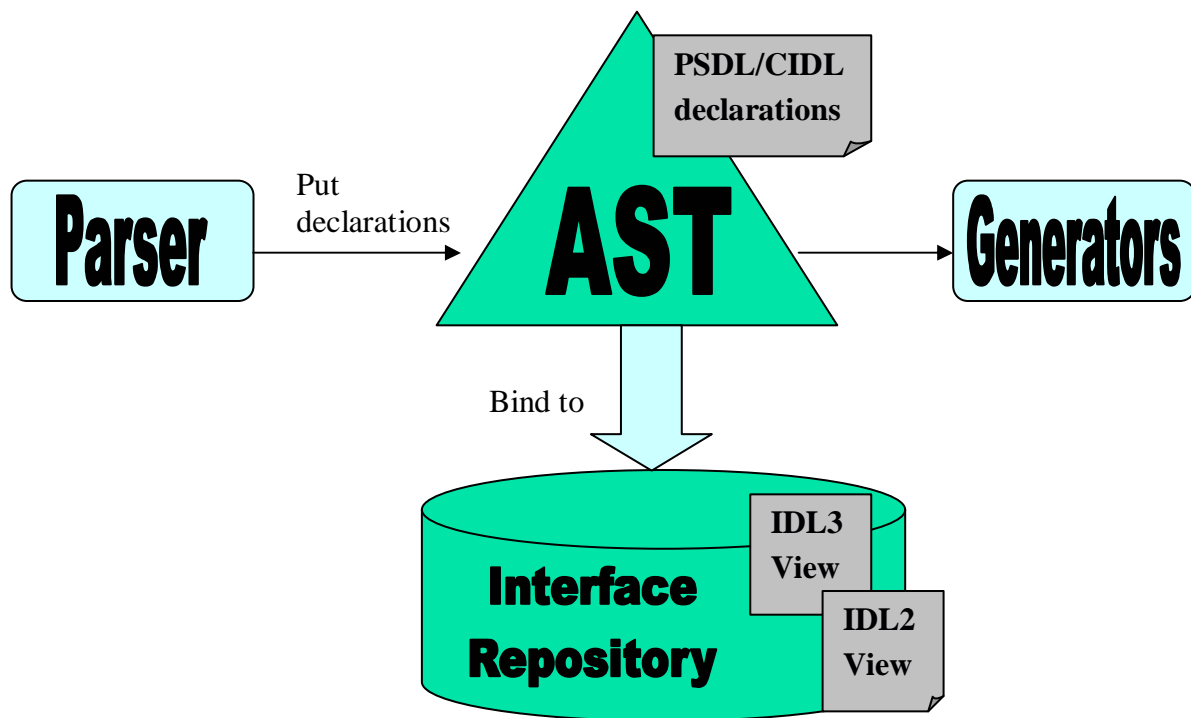 PSDL/CIDL
declarations
Put
declarations
Parser
AST
Generators
Bind to
IDL3
View
Interface
Repository
IDL2
View